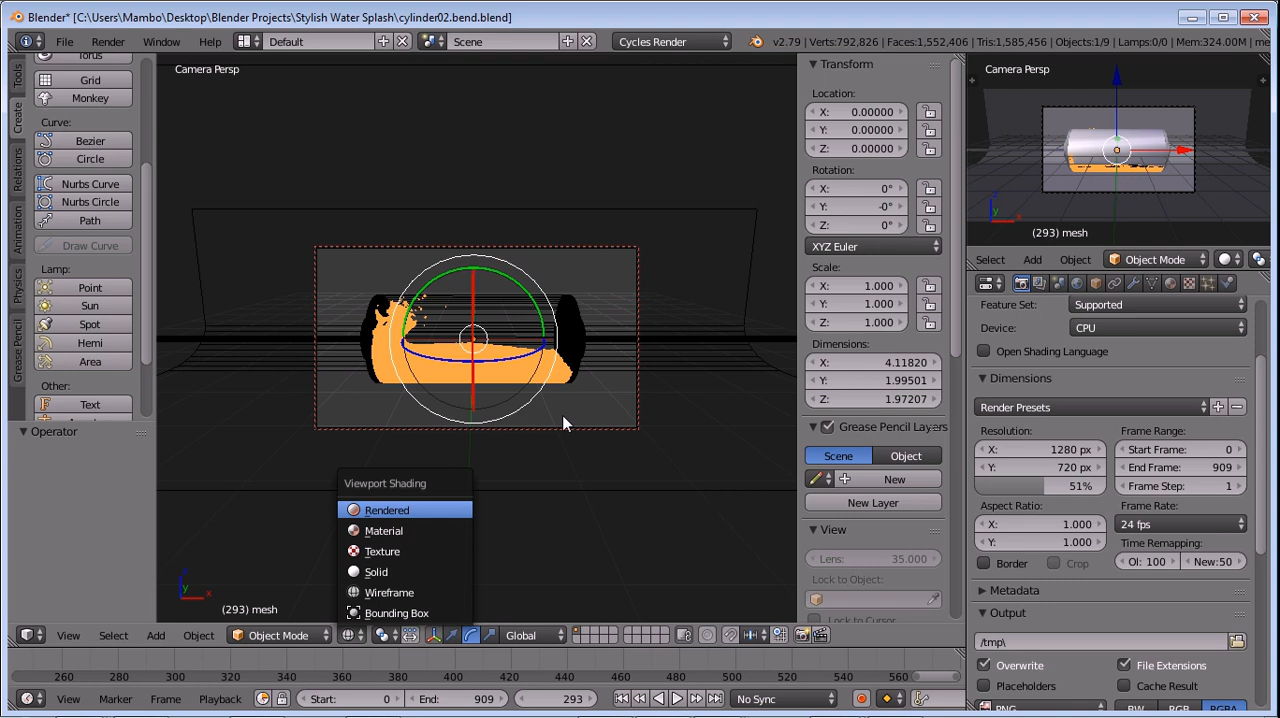 Blender* [C:\Users\Mambo\Desktop\Blender Projects\Stylish Water Splash\cylinder02.bend.blend]
File Render Window Help Default Scene Cycles Render v2.79 | Verts:792,826 | Faces:1,552,406 | Tris:1,585,456 | Objects:1/9 | Lamps:0/0 | Mem:324.00M | me
Tools
Create
Relations
Animation
Physics
Grease Pencil
Torus
Grid
Monkey
Curve:
Bezier
Circle
Nurbs Curve
Nurbs Circle
Path
Draw Curve
Lamp:
Point
Sun
Spot
Hemi
Area
Other:
Text
Operator
Camera Persp
Viewport Shading
Rendered
Material
Texture
Solid
Wireframe
Bounding Box
z
y
x
(293) mesh
View Select Add Object Object Mode Global
Transform
Location:
X: 0.00000
Y: 0.00000
Z: 0.00000
Rotation:
X: 0°
Y: -0°
Z: 0°
XYZ Euler
Scale:
X: 1.000
Y: 1.000
Z: 1.000
Dimensions:
X: 4.11820
Y: 1.99501
Z: 1.97207
Grease Pencil Layers
Scene Object
New
New Layer
View
Lens: 35.000
Lock to Object:
Lock to Cursor
Camera Persp
z
y
x
(293) mesh
Select Add Object Object Mode
Feature Set: Supported
Device: CPU
Open Shading Language
Dimensions
Render Presets
Resolution: Frame Range:
X: 1280 px Start Frame: 0
Y: 720 px End Frame: 909
51% Frame Step: 1
Aspect Ratio: Frame Rate:
X: 1.000 24 fps
Y: 1.000 Time Remapping:
Border Crop Ol: 100 New:50
Metadata
Output
/tmp\
Overwrite File Extensions
Placeholders Cache Result
PNG BW RGB RGBA
260 280 300 320 340 360 380 400 420 440 460 480 500 520 540 560
View Marker Frame Playback Start: 0 End: 909 293 No Sync